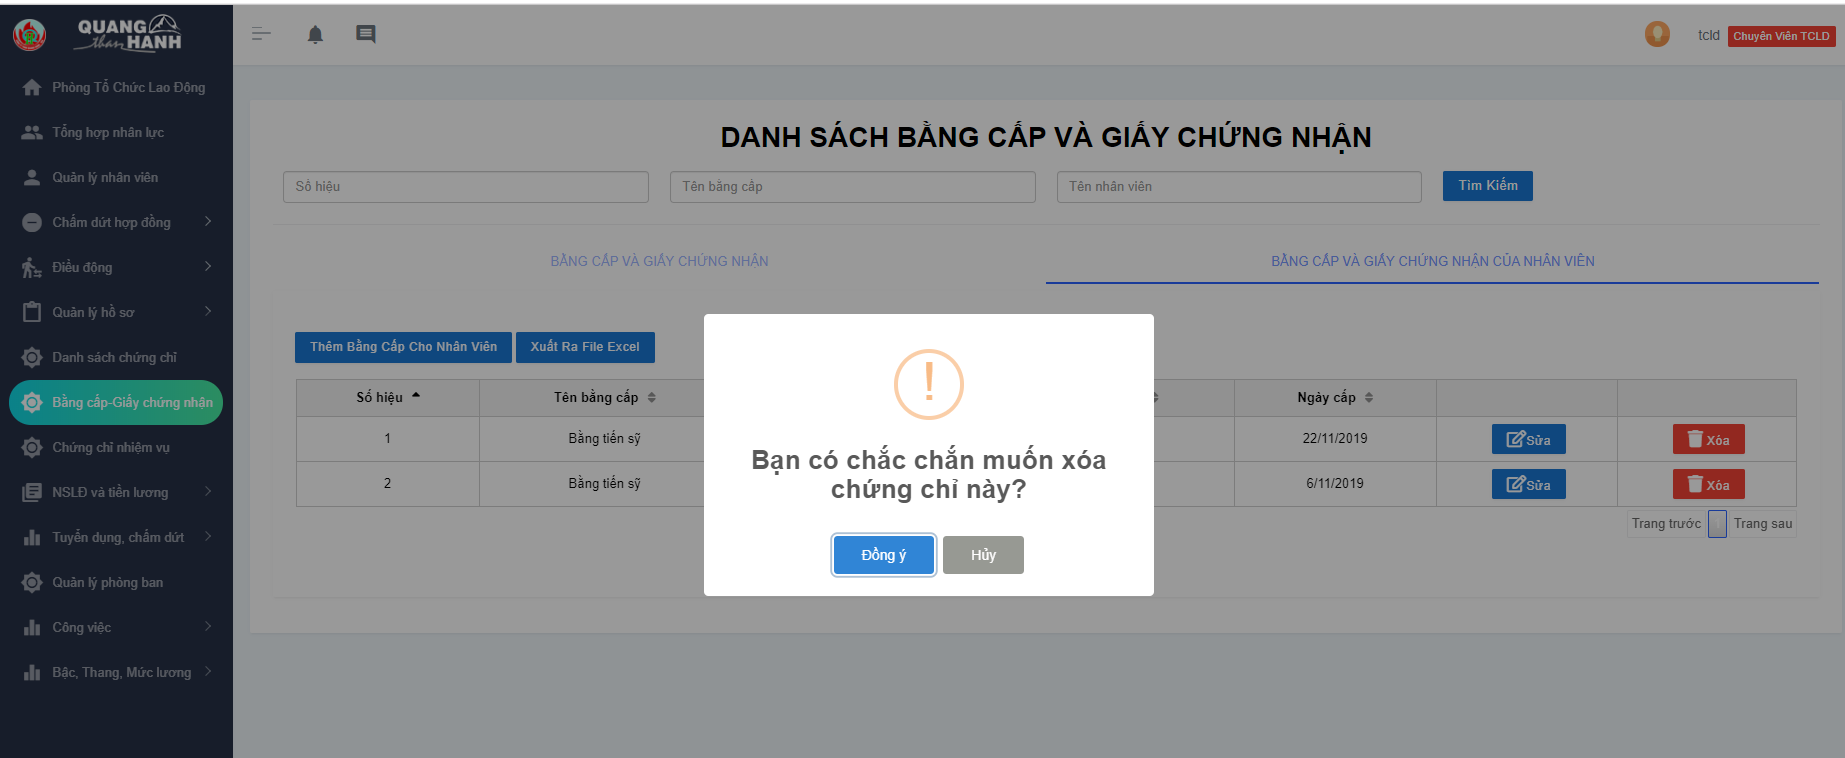 QUANG
than HANH
tcld Chuyên Viên TCLD
Phòng Tổ Chức Lao Động
Tổng hợp nhân lực
Quản lý nhân viên
Chấm dứt hợp đồng
Điều động
Quản lý hồ sơ
Danh sách chứng chỉ
Bằng cấp-Giấy chứng nhận
Chứng chỉ nhiệm vụ
NSLĐ và tiền lương
Tuyển dụng, chấm dứt
Quản lý phòng ban
Công việc
Bậc, Thang, Mức lương
DANH SÁCH BẰNG CẤP VÀ GIẤY CHỨNG NHẬN
Số hiệu Tên bằng cấp Tên nhân viên Tìm Kiếm
BẰNG CẤP VÀ GIẤY CHỨNG NHẬN BẰNG CẤP VÀ GIẤY CHỨNG NHẬN CỦA NHÂN VIÊN
Thêm Bằng Cấp Cho Nhân Viên Xuất Ra File Excel
Số hiệu Tên bằng cấp Ngày cấp
1 Bằng tiến sỹ 22/11/2019 Sửa Xóa
2 Bằng tiến sỹ 6/11/2019 Sửa Xóa
Trang trước Trang sau
!
Bạn có chắc chắn muốn xóa
chứng chỉ này?
Đồng ý Hủy